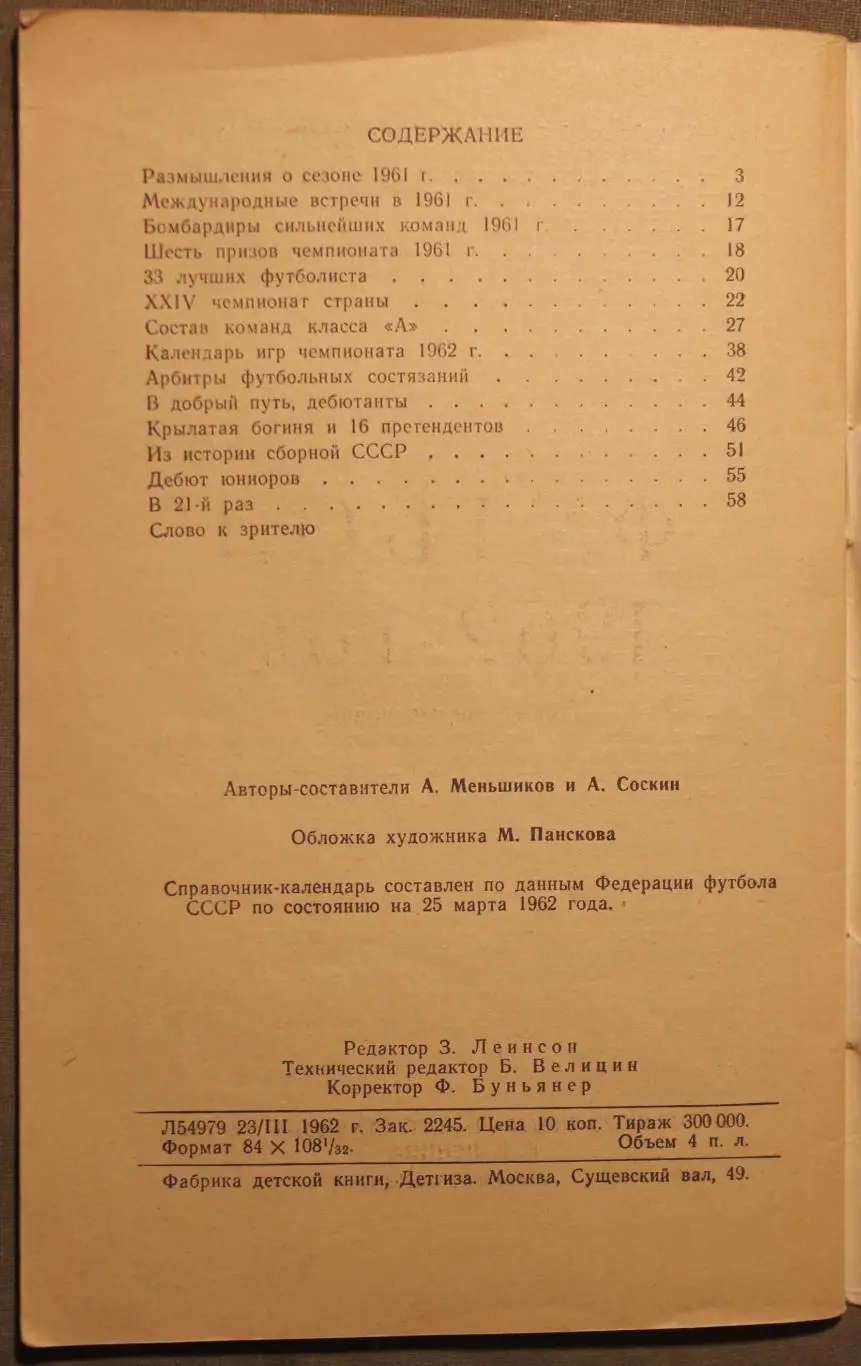 СОДЕРЖАНИЕ
Размышления о сезоне 1961 г. . . . . . . . . . . . 3
Международные встречи в 1961 г. . . . . . . . . . 12
Бомбардиры сильнейших команд 1961 г. . . . . . . 17
Шесть призов чемпионата 1961 г. . . . . . . . . . 18
33 лучших футболиста . . . . . . . . . . . . . 20
XXIV чемпионат страны . . . . . . . . . . . . 22
Состав команд класса «А» . . . . . . . . . . . 27
Календарь игр чемпионата 1962 г. . . . . . . . . . 38
Арбитры футбольных состязаний . . . . . . . . . 42
В добрый путь, дебютанты . . . . . . . . . . . . 44
Крылатая богиня и 16 претендентов . . . . . . . . 46
Из истории сборной СССР . . . . . . . . . . . . 51
Дебют юниоров . . . . . . . . . . . . . . . . 55
В 21-й раз . . . . . . . . . . . . . . . . . . 58
Слово к зрителю
Авторы-составители А. Меньшиков и А. Соскин
Обложка художника М. Панскова
Справочник-календарь составлен по данным Федерации футбола
СССР по состоянию на 25 марта 1962 года.
Редактор З. Леинсон
Технический редактор Б. Велицин
Корректор Ф. Буньянер
Л54979 23/III 1962 г. Зак. 2245. Цена 10 коп. Тираж 300 000.
Формат 84 × 108¹/₃₂. Объем 4 п. л.
Фабрика детской книги, Детгиза. Москва, Сущевский вал, 49.